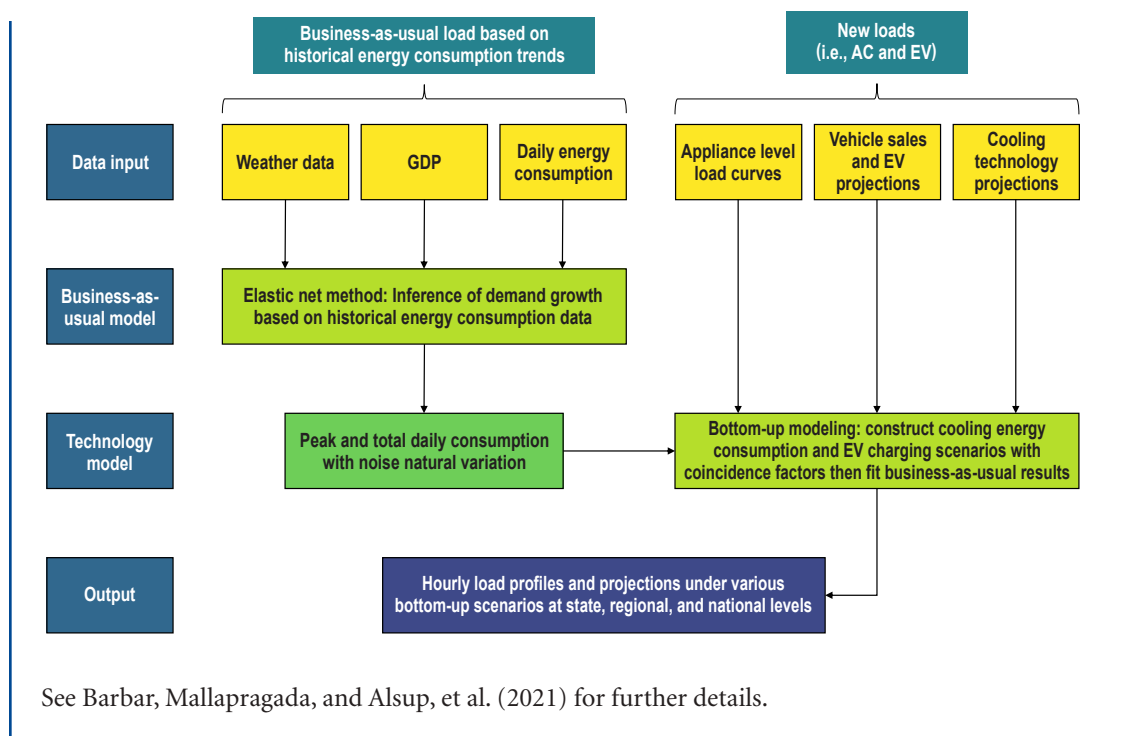 Business-as-usual load based on
historical energy consumption trends
New loads
(i.e., AC and EV)
Data input
Weather data
GDP
Daily energy
consumption
Appliance level
load curves
Vehicle sales
and EV
projections
Cooling
technology
projections
Business-as-
usual model
Elastic net method: Inference of demand growth
based on historical energy consumption data
Technology
model
Peak and total daily consumption
with noise natural variation
Bottom-up modeling: construct cooling energy
consumption and EV charging scenarios with
coincidence factors then fit business-as-usual results
Output
Hourly load profiles and projections under various
bottom-up scenarios at state, regional, and national levels
See Barbar, Mallapragada, and Alsup, et al. (2021) for further details.